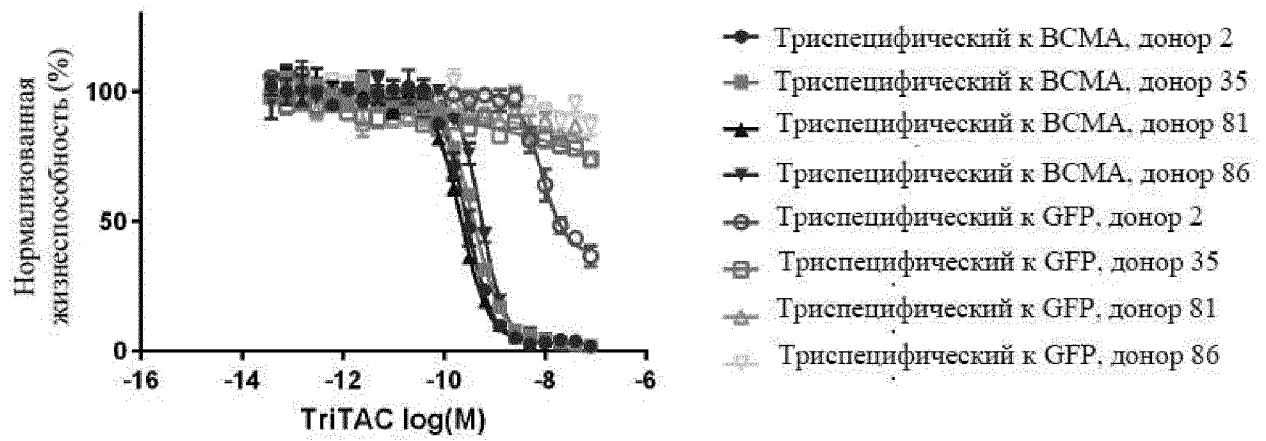 Нормализованная
жизнеспособность (%)
100
50
0
-16 -14 -12 -10 -8 -6
TriTAC log(M)
Триспецифический к BCMA, донор 2
Триспецифический к BCMA, донор 35
Триспецифический к BCMA, донор 81
Триспецифический к BCMA, донор 86
Триспецифический к GFP, донор 2
Триспецифический к GFP, донор 35
Триспецифический к GFP, донор 81
Триспецифический к GFP, донор 86